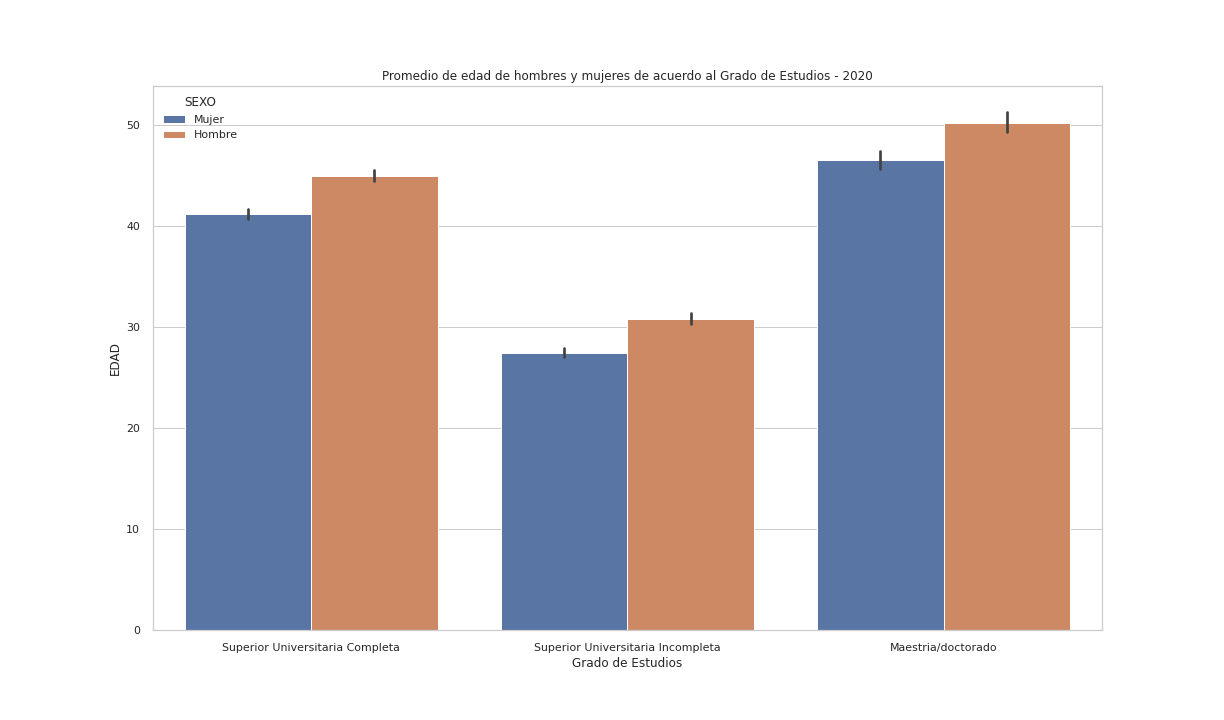 Promedio de edad de hombres y mujeres de acuerdo al Grado de Estudios - 2020
SEXO
Mujer
Hombre
50
40
30
20
10
0
EDAD
Superior Universitaria Completa
Superior Universitaria Incompleta
Maestria/doctorado
Grado de Estudios